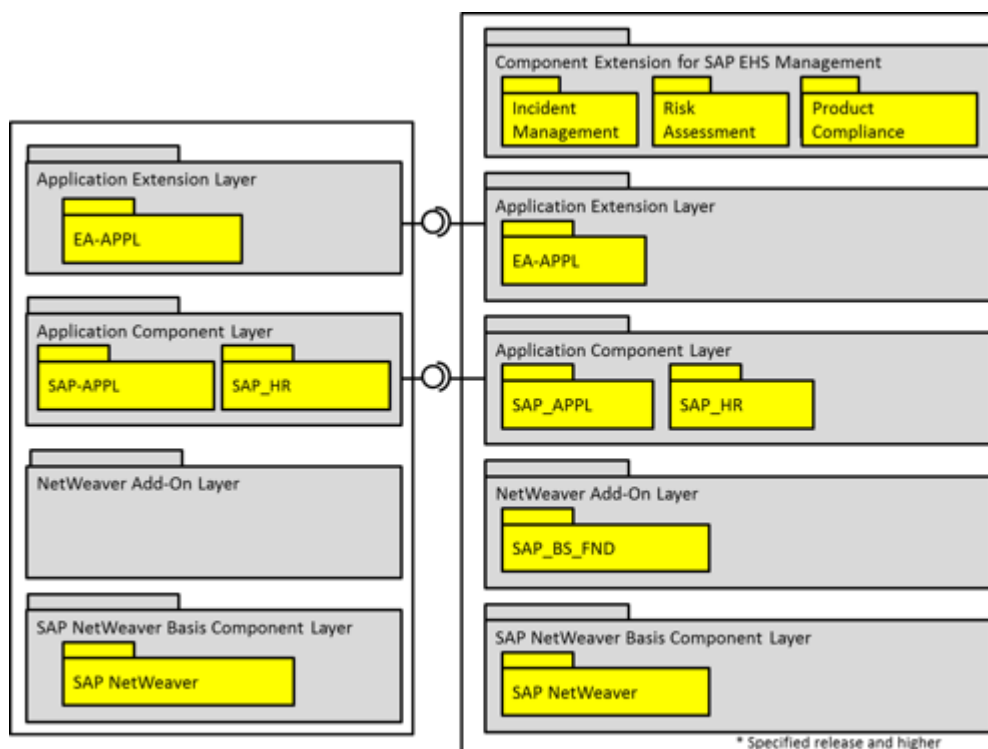 Application Extension Layer
EA-APPL
Application Component Layer
SAP-APPL
SAP_HR
NetWeaver Add-On Layer
SAP NetWeaver Basis Component Layer
SAP NetWeaver
Component Extension for SAP EHS Management
Incident
Management
Risk
Assessment
Product
Compliance
Application Extension Layer
EA-APPL
Application Component Layer
SAP_APPL
SAP_HR
NetWeaver Add-On Layer
SAP_BS_FND
SAP NetWeaver Basis Component Layer
SAP NetWeaver
* Specified release and higher